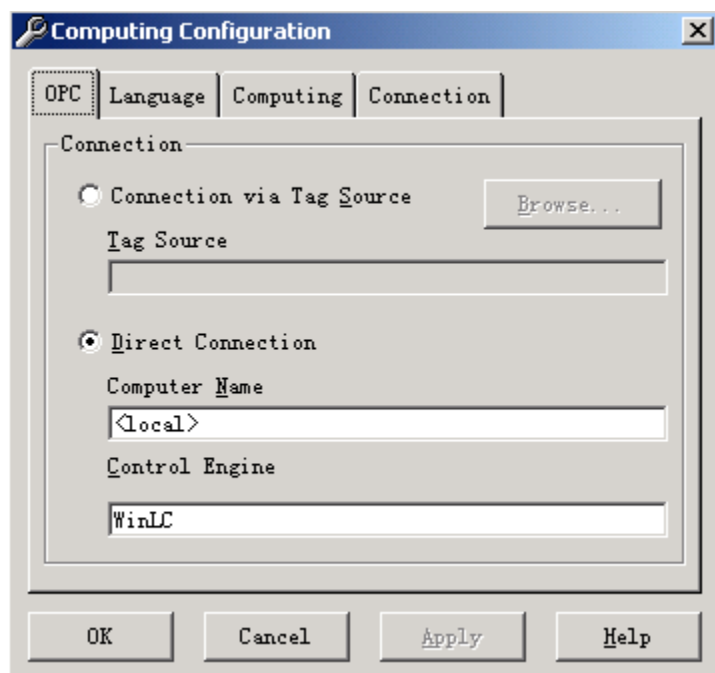 Computing Configuration
OPC Language Computing Connection
Connection
Connection via Tag Source Browse...
Tag Source
Direct Connection
Computer Name
<local>
Control Engine
WinLC
OK Cancel Apply Help